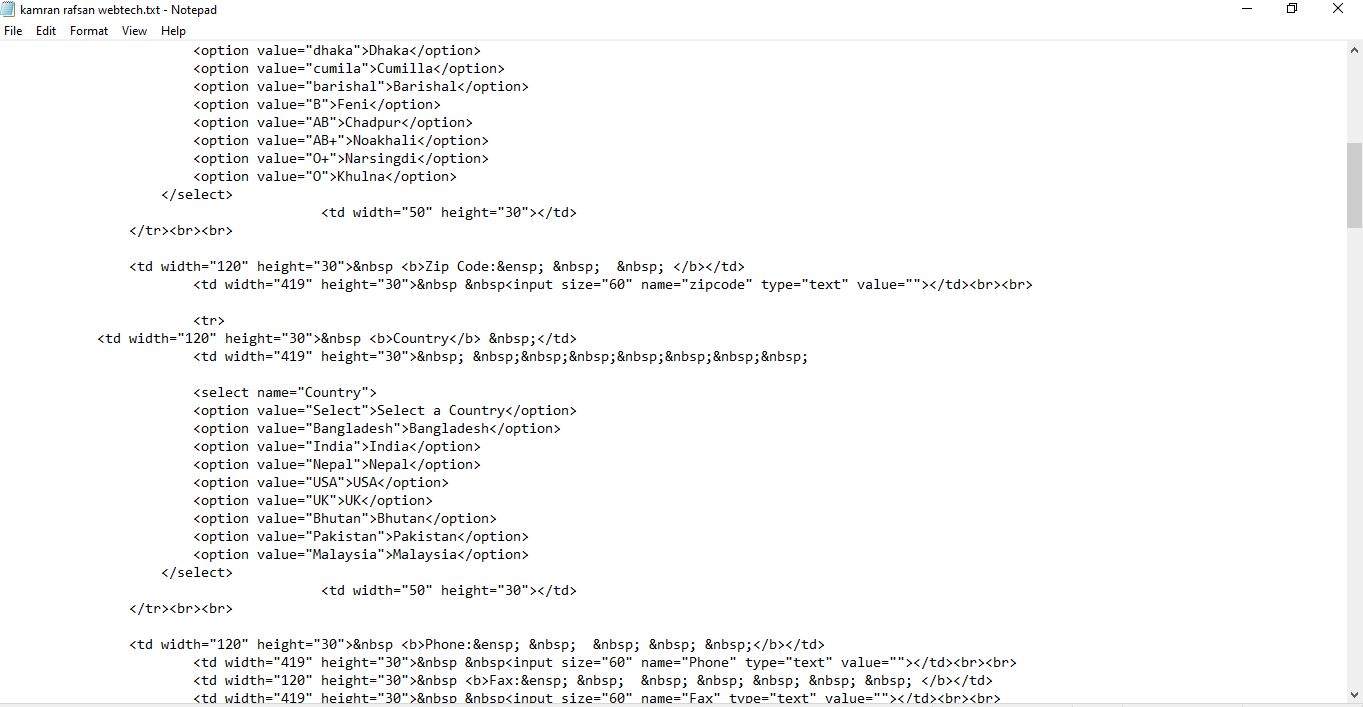 kamran rafsan webtech.txt - Notepad
File Edit Format View Help
<option value="dhaka">Dhaka</option>
<option value="cumila">Cumilla</option>
<option value="barishal">Barishal</option>
<option value="B">Feni</option>
<option value="AB">Chadpur</option>
<option value="AB+">Noakhali</option>
<option value="O+">Narsingdi</option>
<option value="O">Khulna</option>
</select>
<td width="50" height="30"></td>
</tr><br><br>
<td width="120" height="30">&nbsp <b>Zip Code:&ensp; &nbsp;  &nbsp; </b></td>
<td width="419" height="30">&nbsp &nbsp<input size="60" name="zipcode" type="text" value=""></td><br><br>
<tr>
<td width="120" height="30">&nbsp <b>Country</b> &nbsp;</td>
<td width="419" height="30">&nbsp; &nbsp;&nbsp;&nbsp;&nbsp;&nbsp;&nbsp;&nbsp;
<select name="Country">
<option value="Select">Select a Country</option>
<option value="Bangladesh">Bangladesh</option>
<option value="India">India</option>
<option value="Nepal">Nepal</option>
<option value="USA">USA</option>
<option value="UK">UK</option>
<option value="Bhutan">Bhutan</option>
<option value="Pakistan">Pakistan</option>
<option value="Malaysia">Malaysia</option>
</select>
<td width="50" height="30"></td>
</tr><br><br>
<td width="120" height="30">&nbsp <b>Phone:&ensp; &nbsp;  &nbsp; &nbsp; &nbsp;</b></td>
<td width="419" height="30">&nbsp &nbsp<input size="60" name="Phone" type="text" value=""></td><br><br>
<td width="120" height="30">&nbsp <b>Fax:&ensp; &nbsp;  &nbsp; &nbsp; &nbsp; &nbsp; &nbsp; </b></td>
<td width="419" height="30">&nbsp &nbsp<input size="60" name="Fax" type="text" value=""></td><br><br>